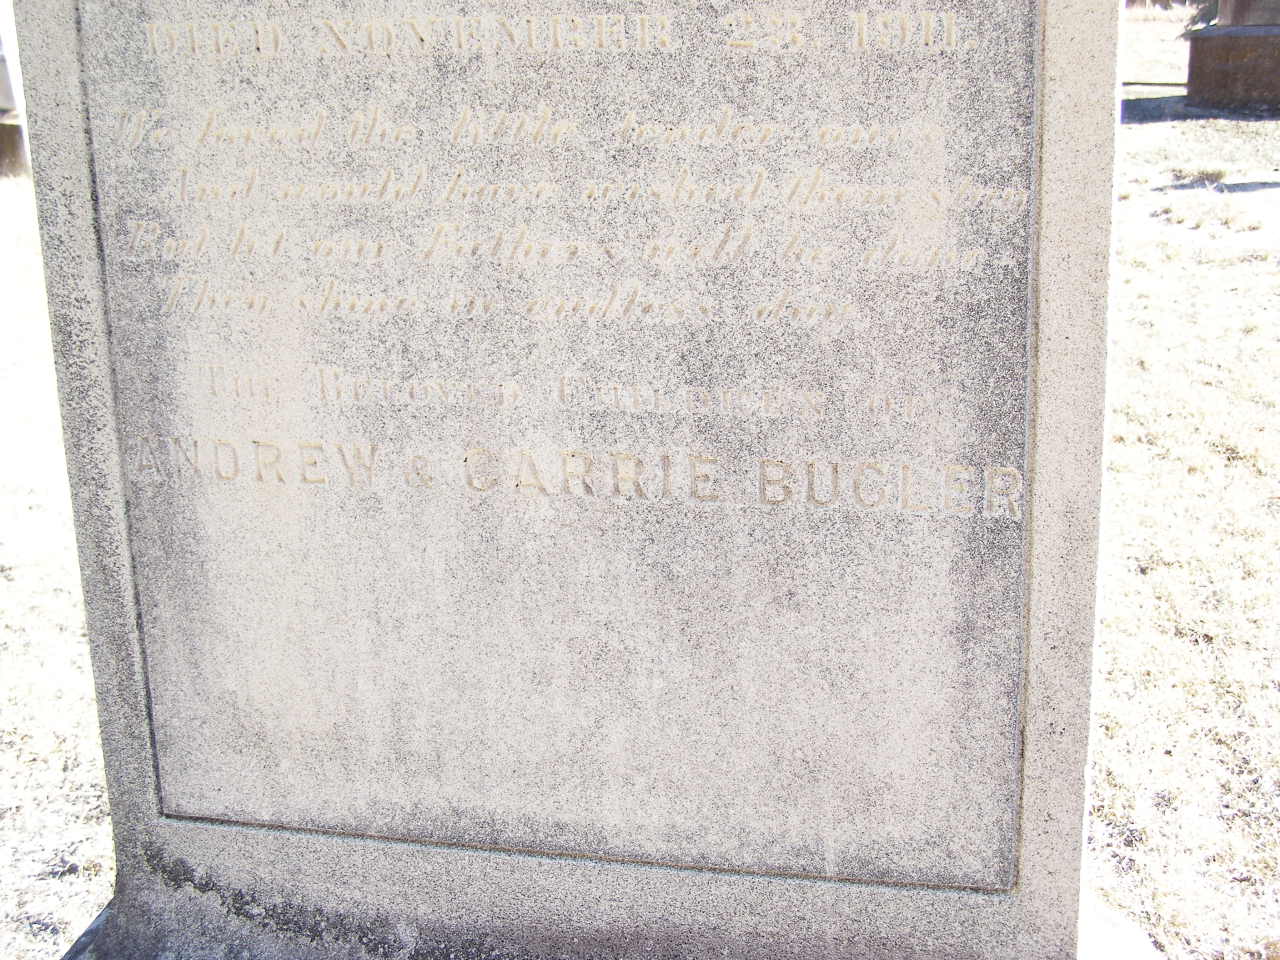 DIED NOVEMBER 23, 1911.
We loved the little tender ones
And would have wished them stay
But let our Father's will be done
Then shine in endless day
THE BELOVED CHILDREN OF
ANDREW & CARRIE BUGLER